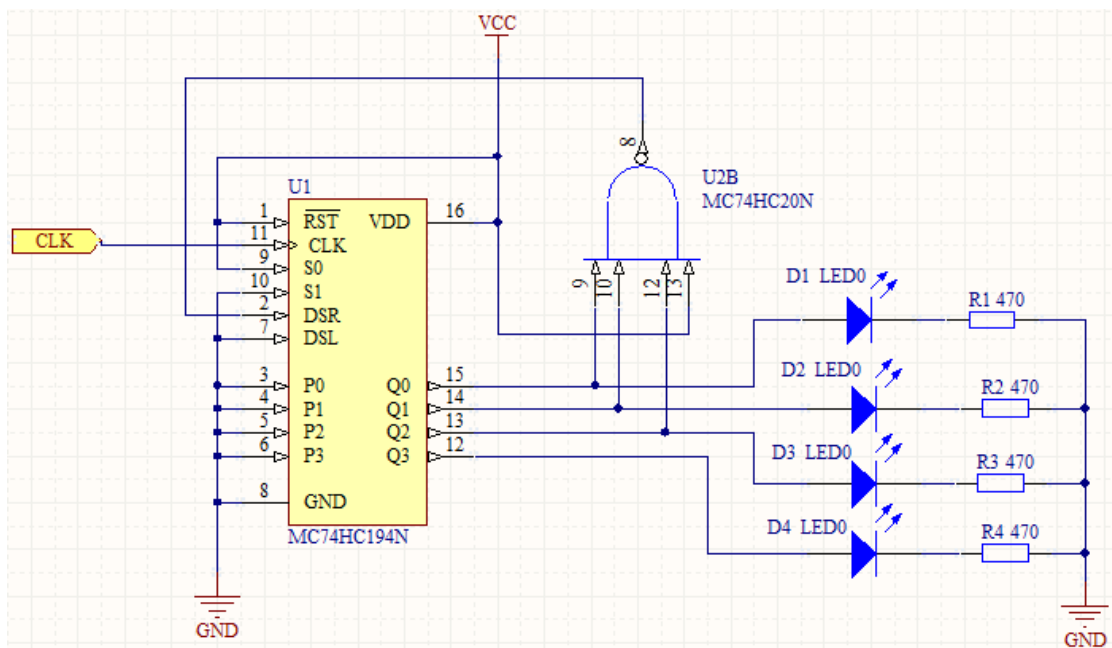 VCC
U1
8
U2B
MC74HC20N
1 RST VDD 16
CLK
11 CLK
9 S0
10 S1
2 DSR
7 DSL
9 10 12 13
D1 LED0
R1 470
3 P0 Q0 15
D2 LED0
R2 470
4 P1 Q1 14
5 P2 Q2 13
6 P3 Q3 12
D3 LED0
R3 470
8 GND
MC74HC194N
D4 LED0
R4 470
GND
GND